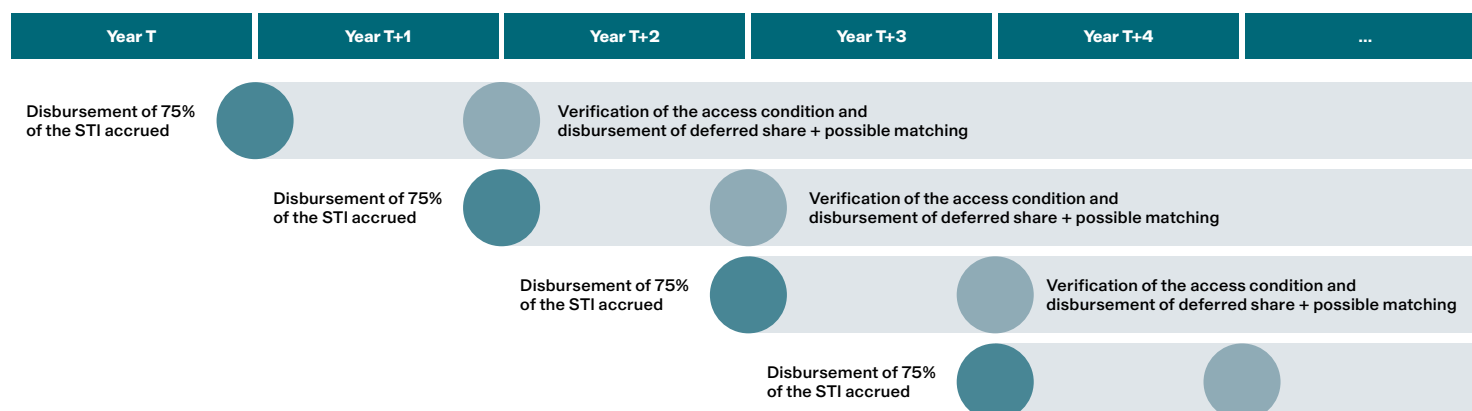 Year T
Year T+1
Year T+2
Year T+3
Year T+4
...
Disbursement of 75%
of the STI accrued
Verification of the access condition and
disbursement of deferred share + possible matching
Disbursement of 75%
of the STI accrued
Verification of the access condition and
disbursement of deferred share + possible matching
Disbursement of 75%
of the STI accrued
Verification of the access condition and
disbursement of deferred share + possible matching
Disbursement of 75%
of the STI accrued